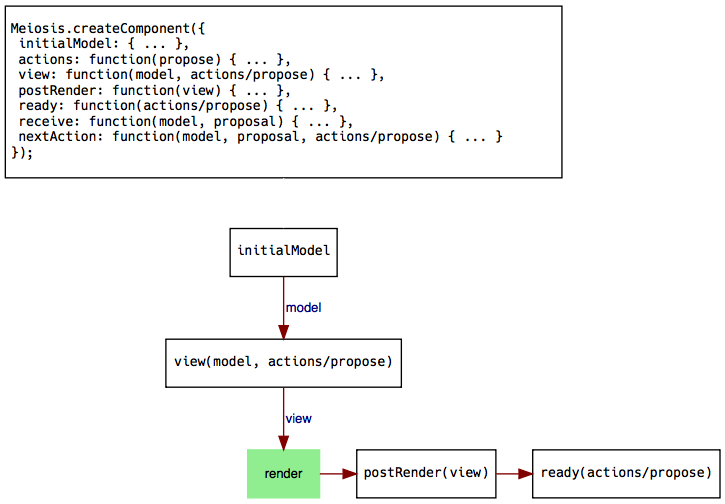 Meiosis.createComponent({
 initialModel: { ... },
 actions: function(propose) { ... },
 view: function(model, actions/propose) { ... },
 postRender: function(view) { ... },
 ready: function(actions/propose) { ... },
 receive: function(model, proposal) { ... },
 nextAction: function(model, proposal, actions/propose) { ... }
});
initialModel
model
view(model, actions/propose)
view
render
postRender(view)
ready(actions/propose)